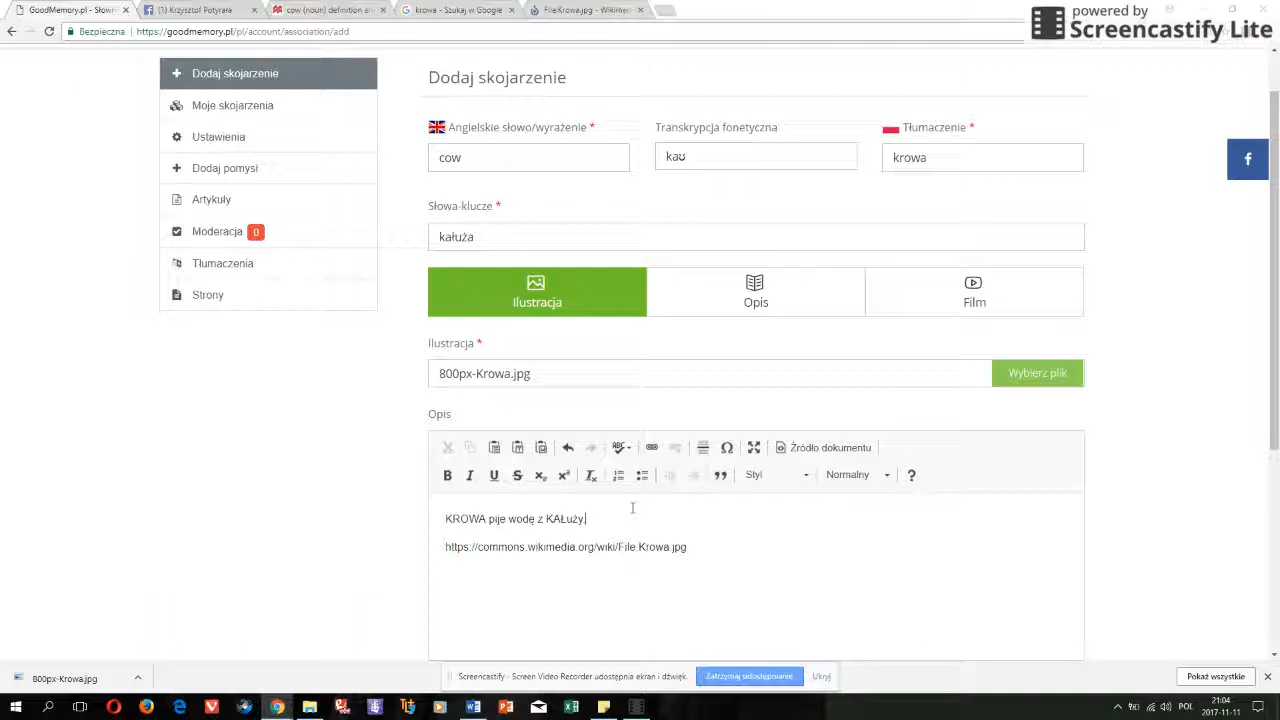 GoodMemory.pl - Słow
(1) Krzysztof Potyrała
cow (noun) definition an
krowa - Szukaj w Google
powered by
Screencastify Lite
Bezpieczna
https://goodmemory.pl/pl/account/association/add
Dodaj skojarzenie
Moje skojarzenia
Ustawienia
Dodaj pomysł
Artykuły
Moderacja 0
Tłumaczenia
Strony
Dodaj skojarzenie
Angielskie słowo/wyrażenie *
Transkrypcja fonetyczna
Tłumaczenie *
cow
kaʊ
krowa
Słowa-klucze *
kałuża
Ilustracja
Opis
Film
Ilustracja *
800px-Krowa.jpg
Wybierz plik
Opis
ABC
Źródło dokumentu
Styl
Normalny
KROWA pije wodę z KAŁuży
https://commons.wikimedia.org/wiki/File:Krowa.jpg
800px-Krowa.jpg
Screencastify - Screen Video Recorder udostępnia ekran i dźwięk.
Zatrzymaj udostępnianie
Ukryj
Pokaż wszystkie
POL
21:04
2017-11-11